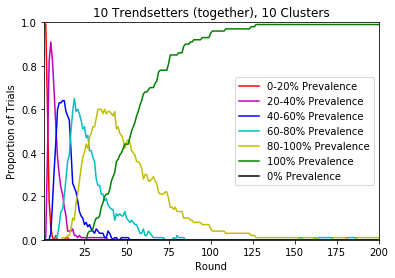 10 Trendsetters (together), 10 Clusters
Proportion of Trials
1.0
0.8
0.6
0.4
0.2
0.0
0-20% Prevalence
20-40% Prevalence
40-60% Prevalence
60-80% Prevalence
80-100% Prevalence
100% Prevalence
0% Prevalence
25
50
75
100
125
150
175
200
Round